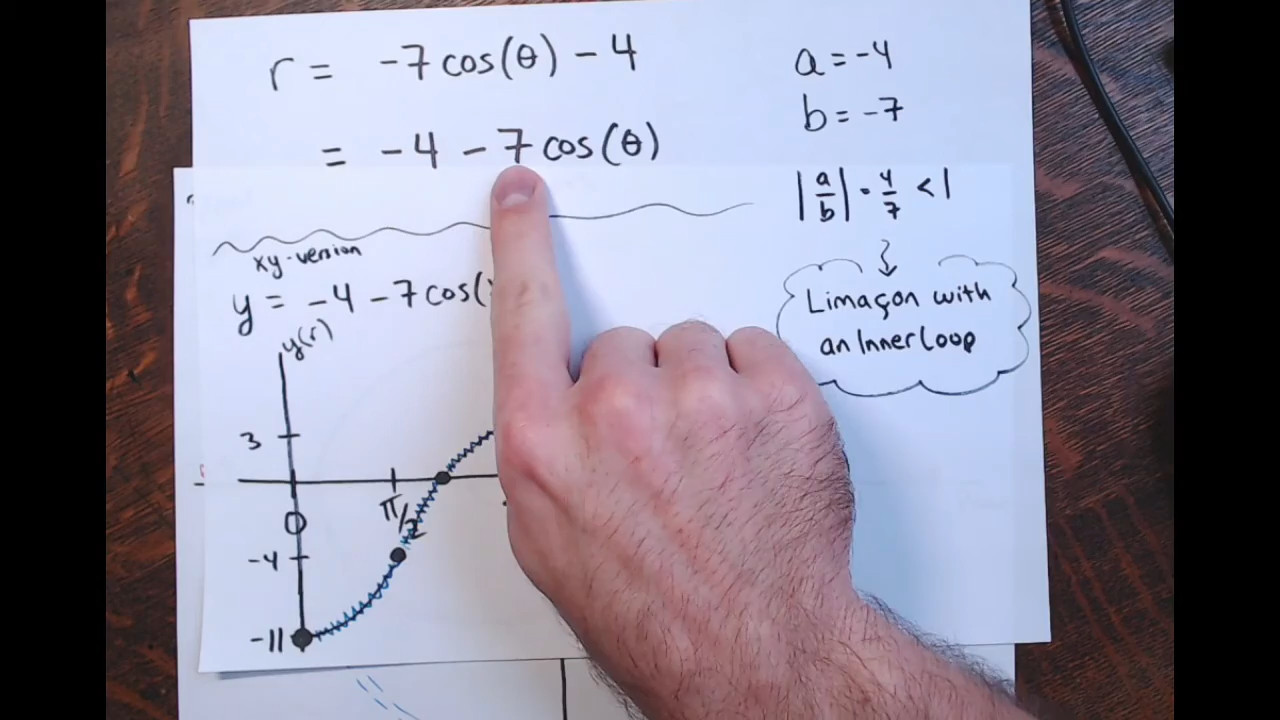 r = -7 cos(θ) - 4
= -4 - 7 cos(θ)
a = -4
b = -7
|a/b| = 4/7 < 1
Limaçon with
an Inner Loop
xy-version
y = -4 - 7 cos(
y(r)
3
0
π/2
-4
-11